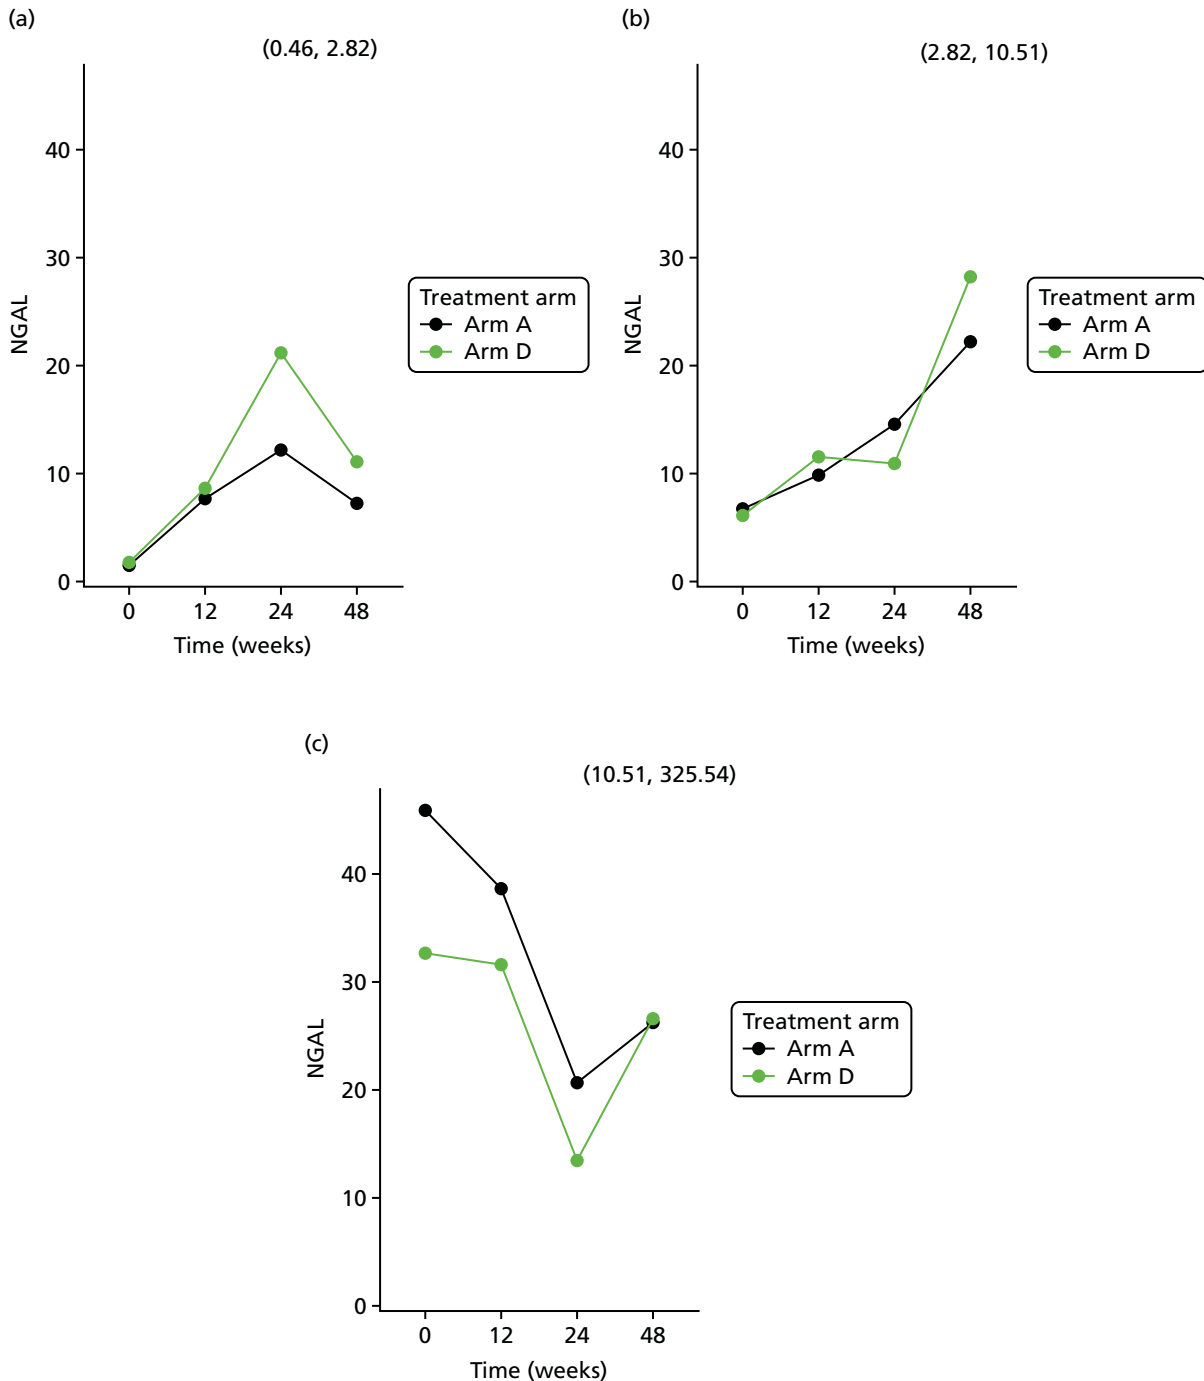 (a)
(0.46, 2.82)
40
30
20
10
0
NGAL
0 12 24 48
Time (weeks)
Treatment arm
Arm A
Arm D
(b)
(2.82, 10.51)
40
30
20
10
0
NGAL
0 12 24 48
Time (weeks)
Treatment arm
Arm A
Arm D
(c)
(10.51, 325.54)
40
30
20
10
0
NGAL
0 12 24 48
Time (weeks)
Treatment arm
Arm A
Arm D